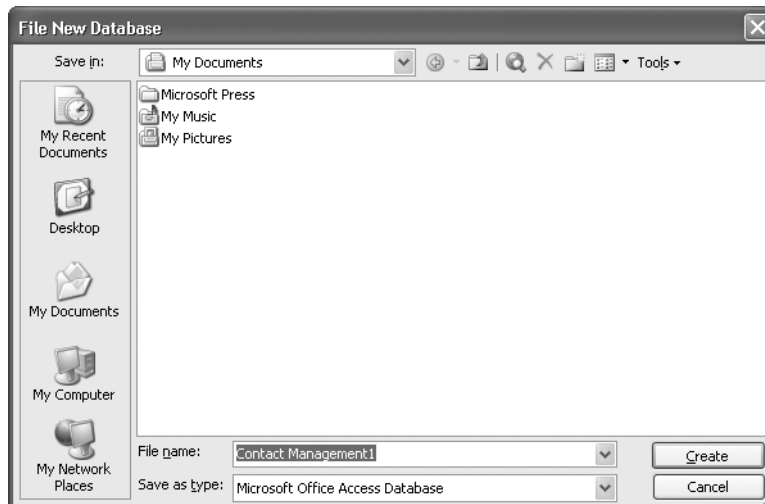 File New Database
Save in:
My Documents
Tools
My Recent
Documents
Desktop
My Documents
My Computer
My Network
Places
Microsoft Press
My Music
My Pictures
File name:
Contact Management1
Create
Save as type:
Microsoft Office Access Database
Cancel